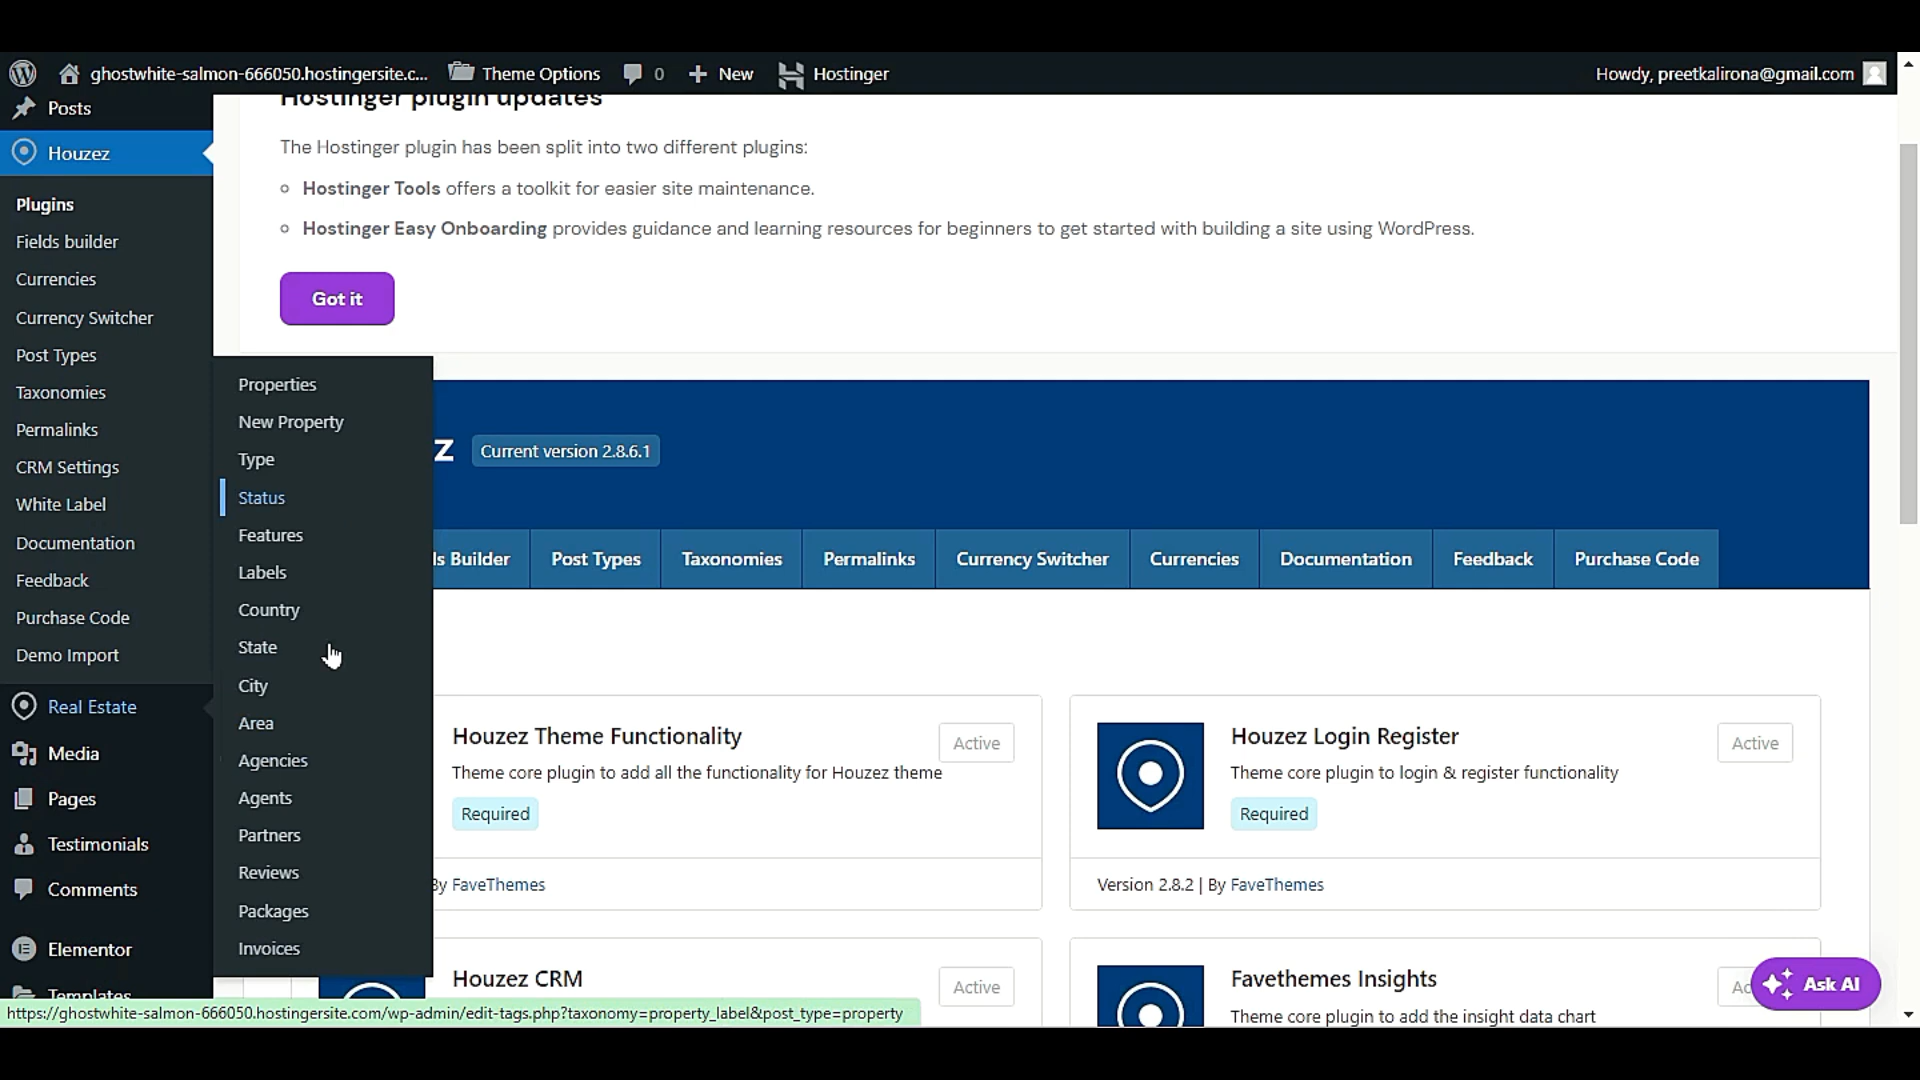 ghostwhite-salmon-666050.hostingersite.c... Theme Options 0 New Hostinger Howdy, preetkalirona@gmail.com
Posts
Houzez
Plugins
Fields builder
Currencies
Currency Switcher
Post Types
Taxonomies
Permalinks
CRM Settings
White Label
Documentation
Feedback
Purchase Code
Demo Import
Real Estate
Media
Pages
Testimonials
Comments
Elementor
Templates
Properties
New Property
Type
Status
Features
Labels
Country
State
City
Area
Agencies
Agents
Partners
Reviews
Packages
Invoices
Hostinger plugin updates
The Hostinger plugin has been split into two different plugins:
Hostinger Tools offers a toolkit for easier site maintenance.
Hostinger Easy Onboarding provides guidance and learning resources for beginners to get started with building a site using WordPress.
Got it
z Current version 2.8.6.1
ls Builder Post Types Taxonomies Permalinks Currency Switcher Currencies Documentation Feedback Purchase Code
Houzez Theme Functionality Active
Theme core plugin to add all the functionality for Houzez theme
Required
By FaveThemes
Houzez Login Register Active
Theme core plugin to login & register functionality
Required
Version 2.8.2 | By FaveThemes
Houzez CRM Active
Favethemes Insights Ac
Theme core plugin to add the insight data chart
Ask AI
https://ghostwhite-salmon-666050.hostingersite.com/wp-admin/edit-tags.php?taxonomy=property_label&post_type=property